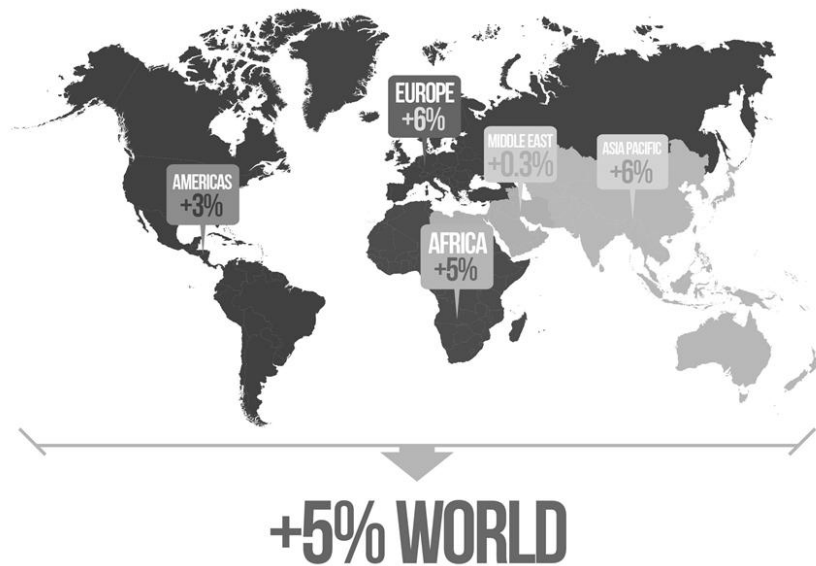 EUROPE
+6%
MIDDLE EAST
+0.3%
ASIA PACIFIC
+6%
AMERICAS
+3%
AFRICA
+5%
+5% WORLD